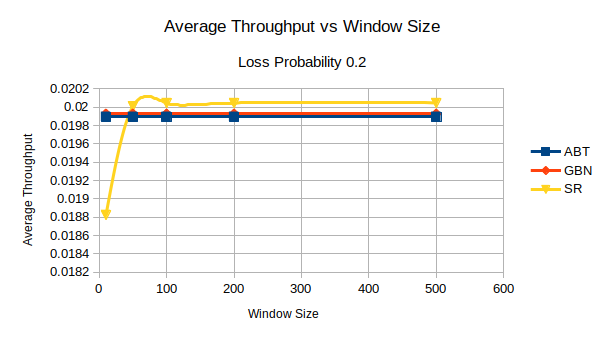 Average Throughput vs Window Size
Loss Probability 0.2
Average Throughput
0.0202
0.02
0.0198
0.0196
0.0194
0.0192
0.019
0.0188
0.0186
0.0184
0.0182
0 100 200 300 400 500 600
Window Size
ABT
GBN
SR